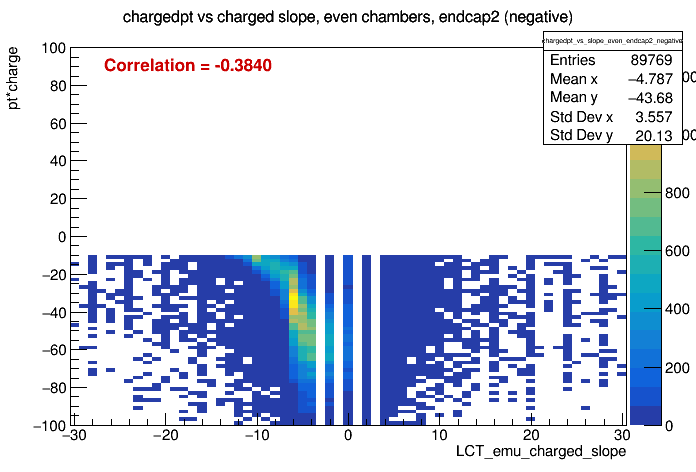 chargedpt vs charged slope, even chambers, endcap2 (negative)
chargedpt_vs_slope_even_endcap2_negative
Entries 89769
Mean x −4.787
Mean y −43.68
Std Dev x 3.557
Std Dev y 20.13
Correlation = -0.3840
pt*charge
100
80
60
40
20
0
−20
−40
−60
−80
−100
−30 −20 −10 0 10 20 30
LCT_emu_charged_slope
800
600
400
200
0